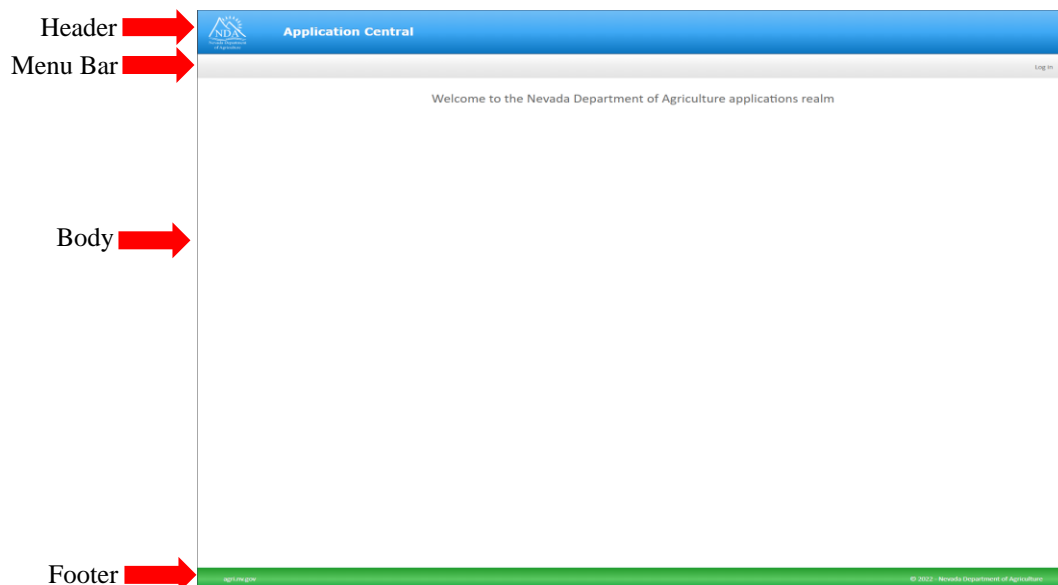 Header
NDA
Nevada Department
of Agriculture
Application Central
Menu Bar
Log in
Welcome to the Nevada Department of Agriculture applications realm
Body
Footer
agri.nv.gov
© 2022 - Nevada Department of Agriculture